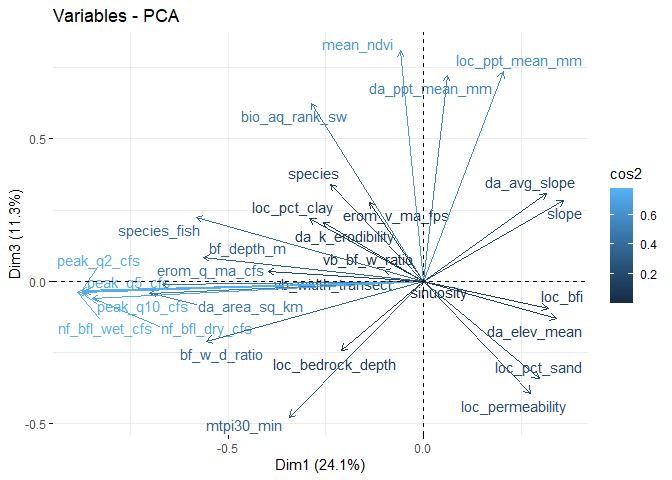 Variables - PCA
mean_ndvi
loc_ppt_mean_mm
da_ppt_mean_mm
bio_aq_rank_sw
species
da_avg_slope
slope
loc_pct_clay
erom_v_ma_fps
species_fish
da_k_erodibility
bf_depth_m
vb_bf_w_ratio
peak_q2_cfs
erom_q_ma_cfs
peak_q5_cfs
vb_width_transect
sinuosity
loc_bfi
peak_q10_cfs
da_area_sq_km
nf_bfl_wet_cfs
nf_bfl_dry_cfs
da_elev_mean
bf_w_d_ratio
loc_bedrock_depth
loc_pct_sand
loc_permeability
mtpi30_min
0.5
0.0
-0.5
Dim3 (11.3%)
-0.5
0.0
Dim1 (24.1%)
cos2
0.6
0.4
0.2